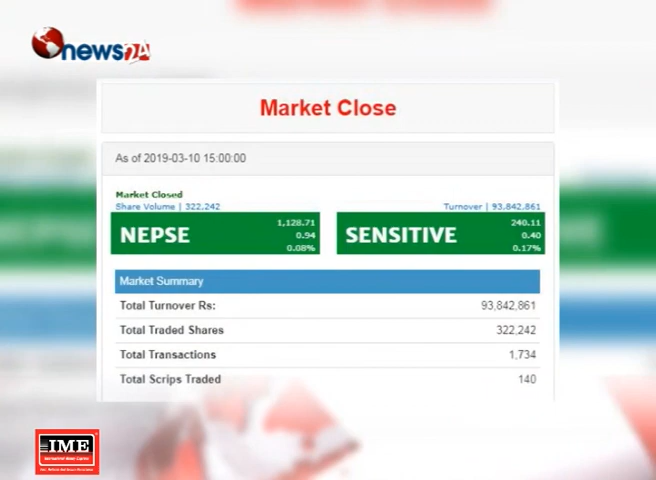 news24
Market Close
As of 2019-03-10 15:00:00
Market Closed
Share Volume | 322,242 Turnover | 93,842,861
NEPSE 1,128.71 0.94 0.08%
SENSITIVE 240.11 0.40 0.17%
Market Summary
Total Turnover Rs: 93,842,861
Total Traded Shares 322,242
Total Transactions 1,734
Total Scrips Traded 140
IME